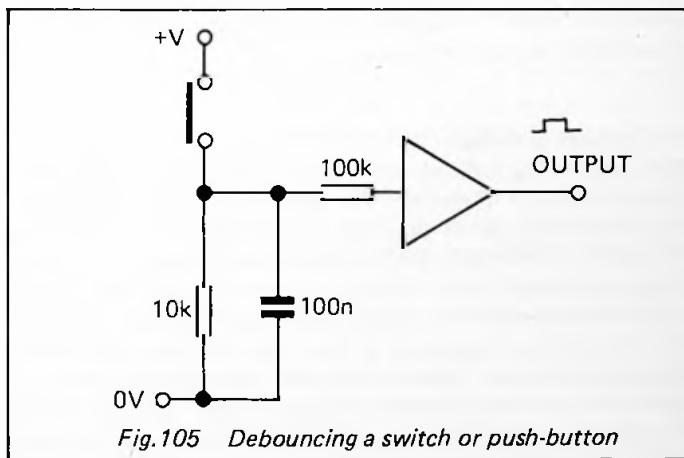 +V
100k
OUTPUT
10k
100n
0V
Fig.105 Debouncing a switch or push-button